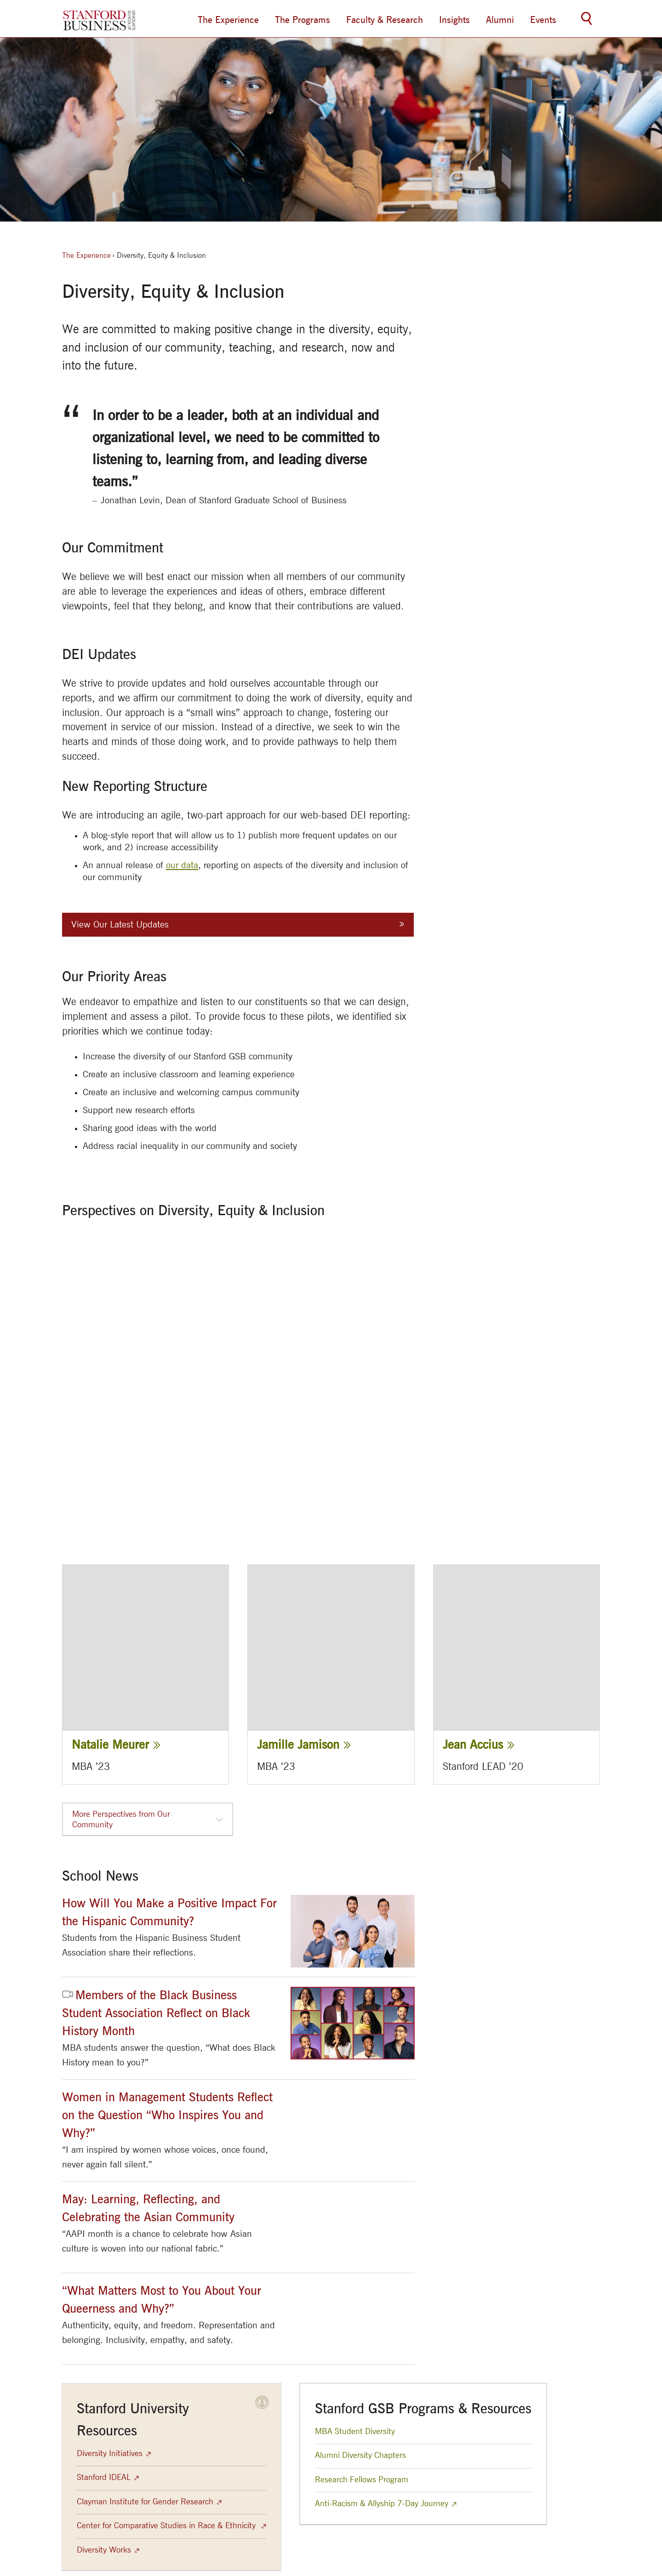 STANFORD
BUSINESS
The Experience
The Programs
Faculty & Research
Insights
Alumni
Events
The Experience › Diversity, Equity & Inclusion
Diversity, Equity & Inclusion
We are committed to making positive change in the diversity, equity,
and inclusion of our community, teaching, and research, now and
into the future.
“ In order to be a leader, both at an individual and
organizational level, we need to be committed to
listening to, learning from, and leading diverse
teams.”
– Jonathan Levin, Dean of Stanford Graduate School of Business
Our Commitment
We believe we will best enact our mission when all members of our community
are able to leverage the experiences and ideas of others, embrace different
viewpoints, feel that they belong, and know that their contributions are valued.
DEI Updates
We strive to provide updates and hold ourselves accountable through our
reports, and we affirm our commitment to doing the work of diversity, equity and
inclusion. Our approach is a “small wins” approach to change, fostering our
movement in service of our mission. Instead of a directive, we seek to win the
hearts and minds of those doing work, and to provide pathways to help them
succeed.
New Reporting Structure
We are introducing an agile, two-part approach for our web-based DEI reporting:
• A blog-style report that will allow us to 1) publish more frequent updates on our
work, and 2) increase accessibility
• An annual release of our data, reporting on aspects of the diversity and inclusion of
our community
View Our Latest Updates »
Our Priority Areas
We endeavor to empathize and listen to our constituents so that we can design,
implement and assess a pilot. To provide focus to these pilots, we identified six
priorities which we continue today:
• Increase the diversity of our Stanford GSB community
• Create an inclusive classroom and learning experience
• Create an inclusive and welcoming campus community
• Support new research efforts
• Sharing good ideas with the world
• Address racial inequality in our community and society
Perspectives on Diversity, Equity & Inclusion
Natalie Meurer »
MBA ’23
Jamille Jamison »
MBA ’23
Jean Accius »
Stanford LEAD ’20
More Perspectives from Our
Community
School News
How Will You Make a Positive Impact For
the Hispanic Community?
Students from the Hispanic Business Student
Association share their reflections.
Members of the Black Business
Student Association Reflect on Black
History Month
MBA students answer the question, “What does Black
History mean to you?”
Women in Management Students Reflect
on the Question “Who Inspires You and
Why?”
“I am inspired by women whose voices, once found,
never again fall silent.”
May: Learning, Reflecting, and
Celebrating the Asian Community
“AAPI month is a chance to celebrate how Asian
culture is woven into our national fabric.”
“What Matters Most to You About Your
Queerness and Why?”
Authenticity, equity, and freedom. Representation and
belonging. Inclusivity, empathy, and safety.
Stanford University
Resources
Diversity Initiatives
Stanford IDEAL
Clayman Institute for Gender Research
Center for Comparative Studies in Race & Ethnicity
Diversity Works
Stanford GSB Programs & Resources
MBA Student Diversity
Alumni Diversity Chapters
Research Fellows Program
Anti-Racism & Allyship 7-Day Journey